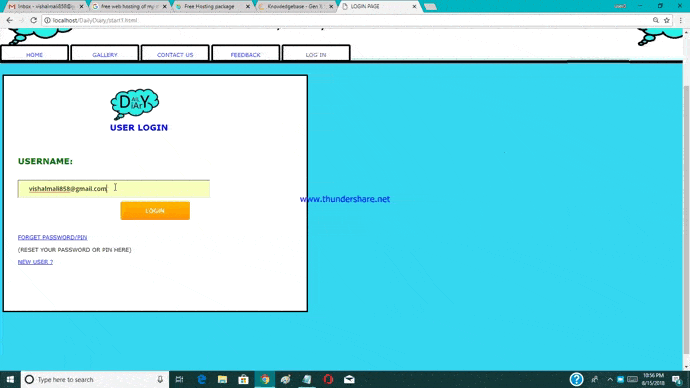 Inbox - vishalmali858@g
free web hosting of my
Free Hosting package
Knowledgebase - Gen
LOGIN PAGE
localhost/DailyDiary/start1.html
HOME
GALLERY
CONTACT US
FEEDBACK
LOG IN
DAILY
DIARY
USER LOGIN
USERNAME:
vishalmali858@gmail.com
www.thundershare.net
LOGIN
FORGET PASSWORD/PIN
(RESET YOUR PASSWORD OR PIN HERE)
NEW USER ?
Type here to search
10:56 PM
8/15/2018